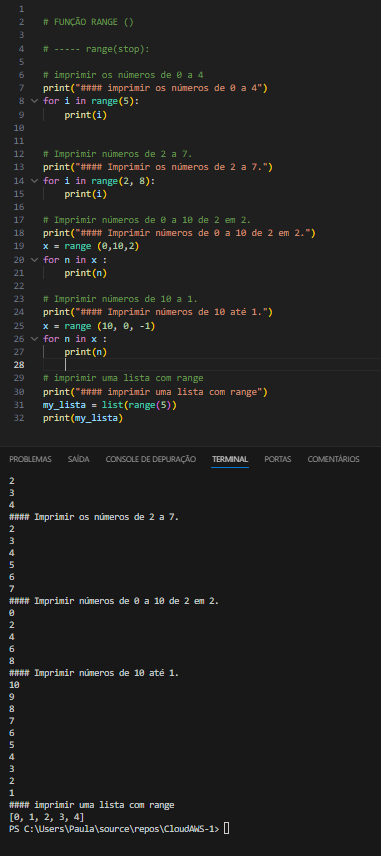 1
2 # FUNÇÃO RANGE ()
3
4 # ----- range(stop):
5
6 # imprimir os números de 0 a 4
7 print("#### imprimir os números de 0 a 4")
8 for i in range(5):
9 print(i)
10
11
12 # Imprimir números de 2 a 7.
13 print("#### Imprimir os números de 2 a 7.")
14 for i in range(2, 8):
15 print(i)
16
17 # Imprimir números de 0 a 10 de 2 em 2.
18 print("#### Imprimir números de 0 a 10 de 2 em 2.")
19 x = range (0,10,2)
20 for n in x :
21 print(n)
22
23 # Imprimir números de 10 a 1.
24 print("#### Imprimir números de 10 até 1.")
25 x = range (10, 0, -1)
26 for n in x :
27 print(n)
28
29 # imprimir uma lista com range
30 print("#### imprimir uma lista com range")
31 my_lista = list(range(5))
32 print(my_lista)
PROBLEMAS SAÍDA CONSOLE DE DEPURAÇÃO TERMINAL PORTAS COMENTÁRIOS
2
3
4
#### Imprimir os números de 2 a 7.
2
3
4
5
6
7
#### Imprimir números de 0 a 10 de 2 em 2.
0
2
4
6
8
#### Imprimir números de 10 até 1.
10
9
8
7
6
5
4
3
2
1
#### imprimir uma lista com range
[0, 1, 2, 3, 4]
PS C:\Users\Paula\source\repos\CloudAWS-1>